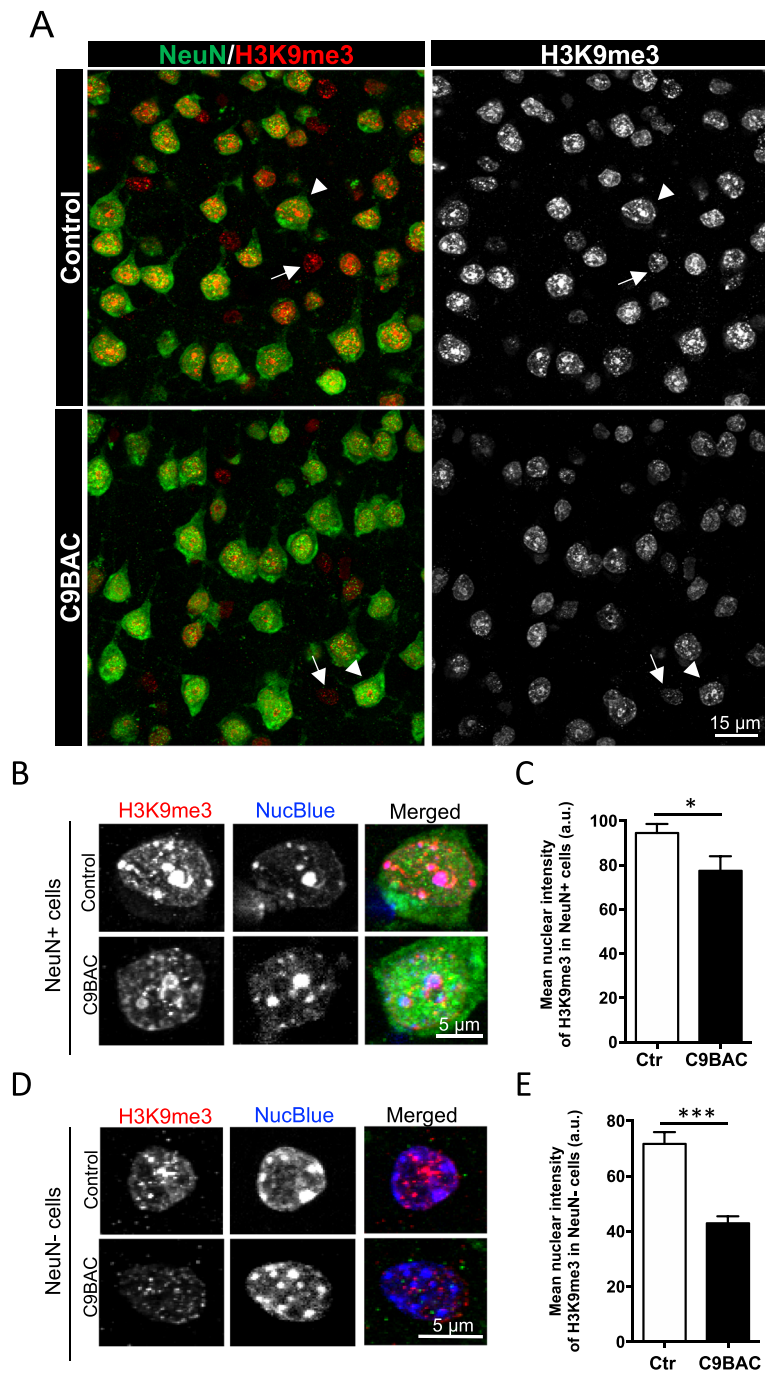 A
NeuN/H3K9me3
H3K9me3
Control
C9BAC
15 µm
B
H3K9me3
NucBlue
Merged
NeuN+ cells
Control
C9BAC
5 µm
C
Mean nuclear intensity
of H3K9me3 in NeuN+ cells (a.u.)
100
80
60
40
20
0
*
Ctr
C9BAC
D
H3K9me3
NucBlue
Merged
NeuN- cells
Control
C9BAC
5 µm
E
Mean nuclear intensity
of H3K9me3 in NeuN- cells (a.u.)
80
60
40
20
0
***
Ctr
C9BAC